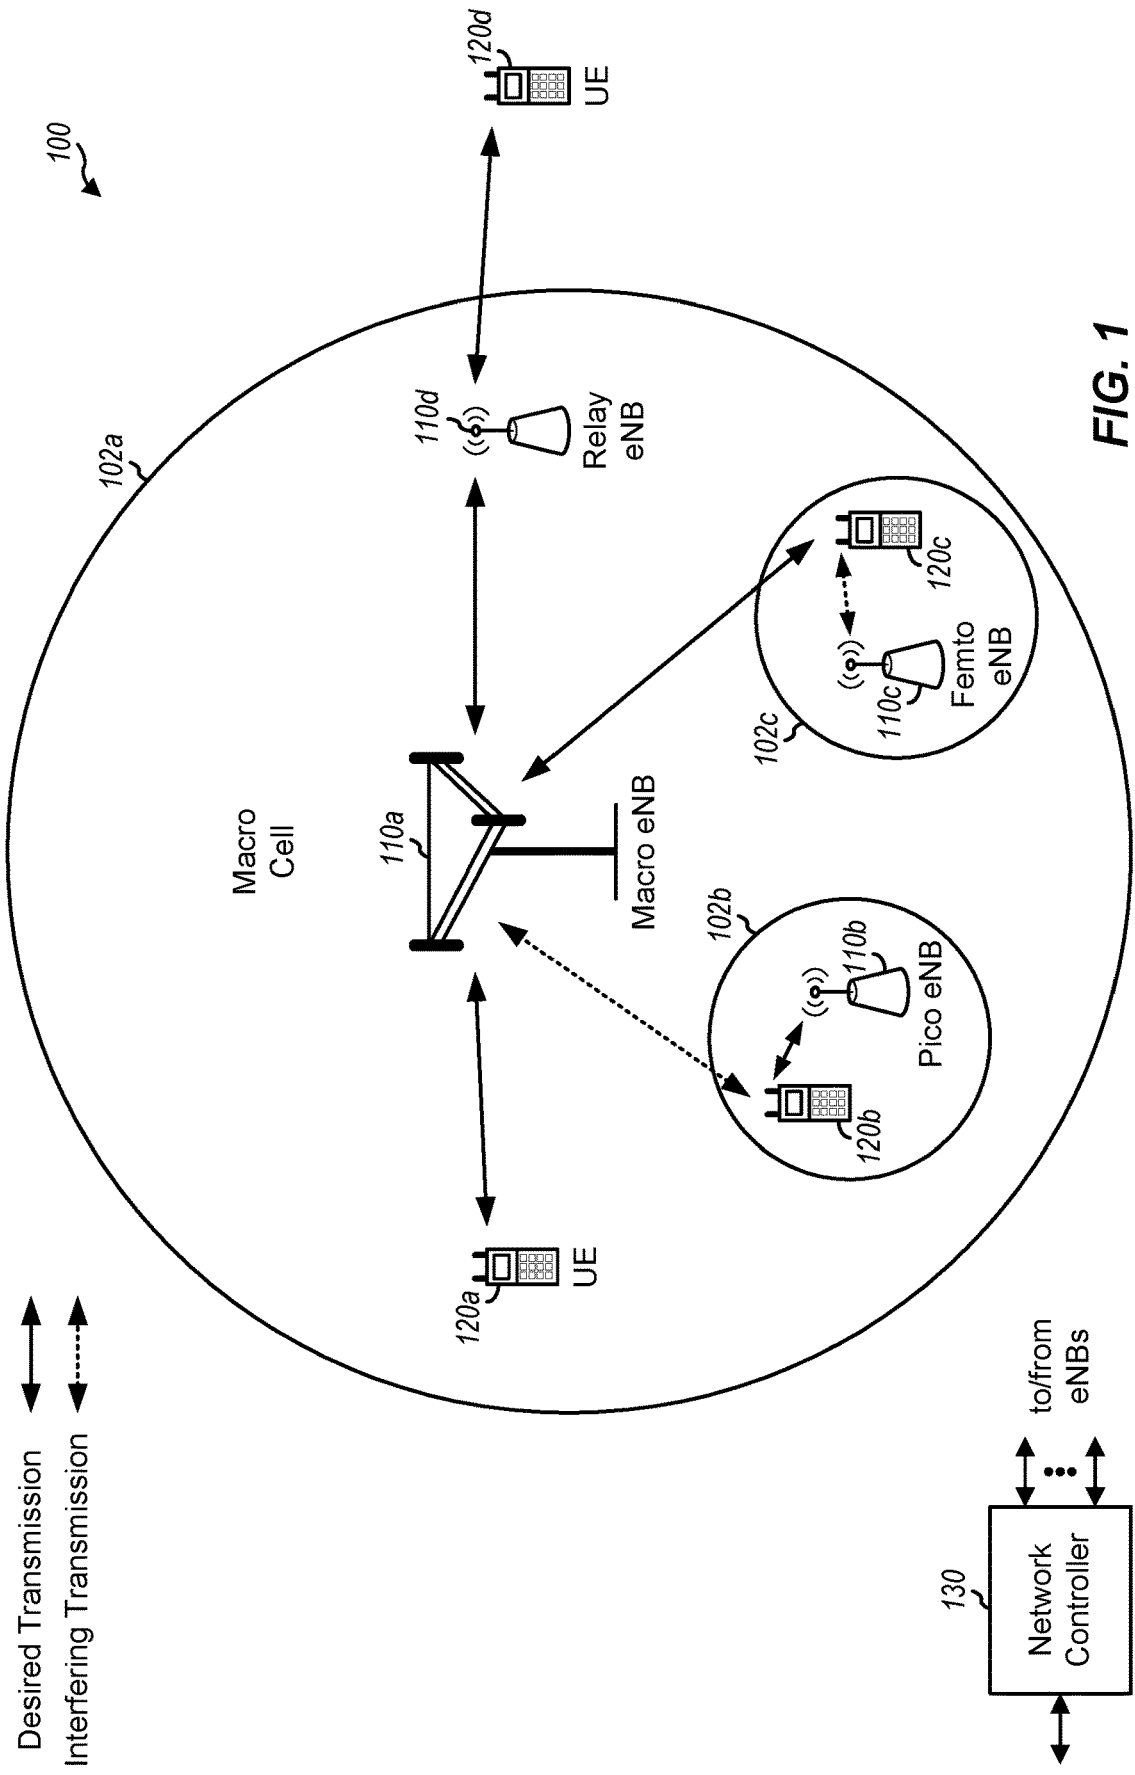 Desired Transmission
Interfering Transmission
100
102a
Macro
Cell
110a
Macro eNB
120a
UE
110d
Relay
eNB
120d
UE
102b
110b
Pico eNB
120b
102c
110c
Femto
eNB
120c
130
Network
Controller
to/from
eNBs
FIG. 1